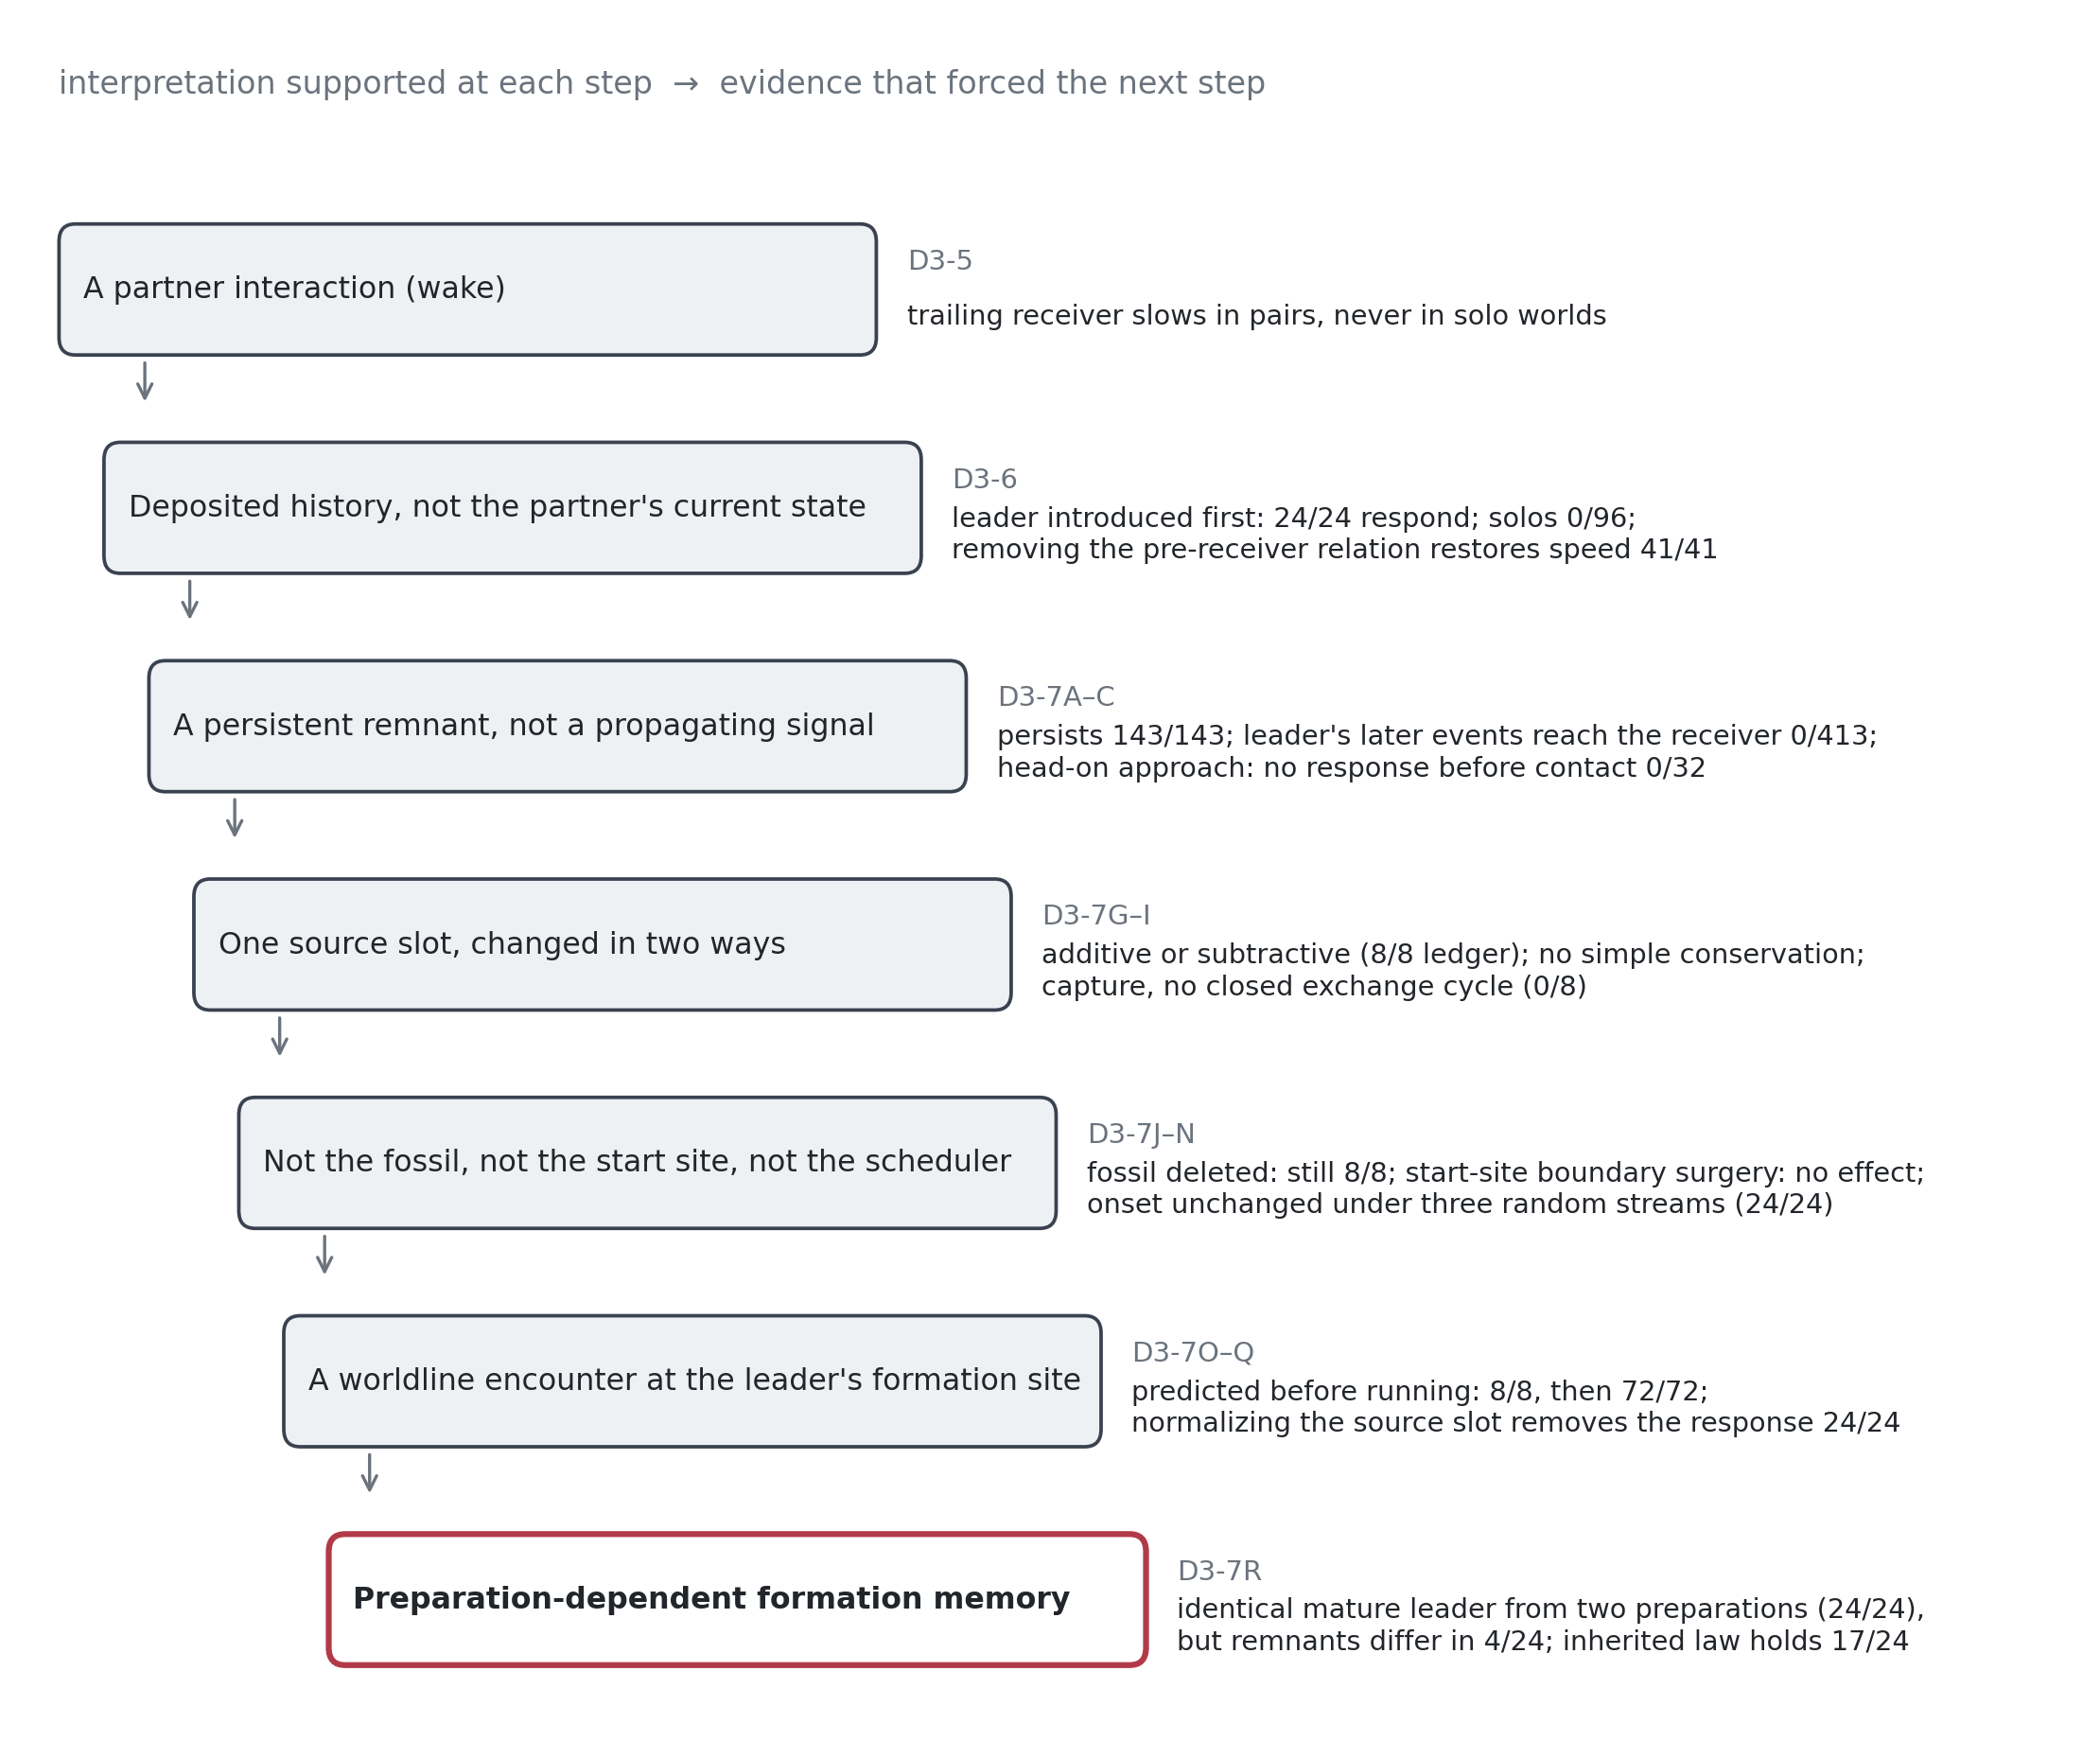 interpretation supported at each step → evidence that forced the next step
A partner interaction (wake)
D3-5
trailing receiver slows in pairs, never in solo worlds
Deposited history, not the partner's current state
D3-6
leader introduced first: 24/24 respond; solos 0/96;
removing the pre-receiver relation restores speed 41/41
A persistent remnant, not a propagating signal
D3-7A–C
persists 143/143; leader's later events reach the receiver 0/413;
head-on approach: no response before contact 0/32
One source slot, changed in two ways
D3-7G–I
additive or subtractive (8/8 ledger); no simple conservation;
capture, no closed exchange cycle (0/8)
Not the fossil, not the start site, not the scheduler
D3-7J–N
fossil deleted: still 8/8; start-site boundary surgery: no effect;
onset unchanged under three random streams (24/24)
A worldline encounter at the leader's formation site
D3-7O–Q
predicted before running: 8/8, then 72/72;
normalizing the source slot removes the response 24/24
Preparation-dependent formation memory
D3-7R
identical mature leader from two preparations (24/24),
but remnants differ in 4/24; inherited law holds 17/24